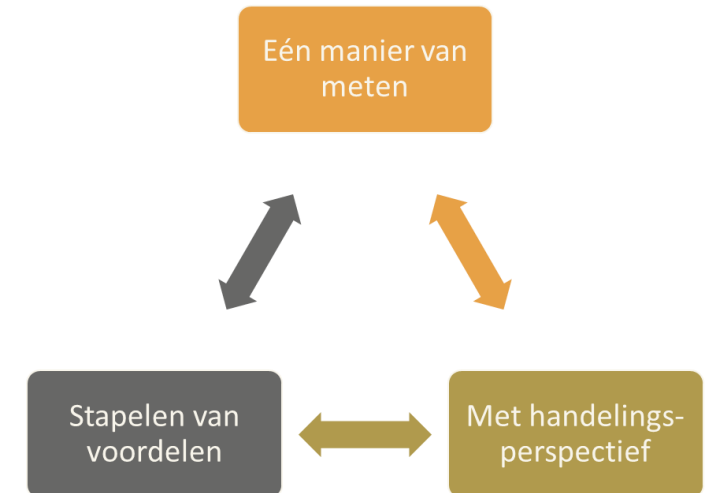 Eén manier van
meten
Stapelen van
voordelen
Met handelings-
perspectief